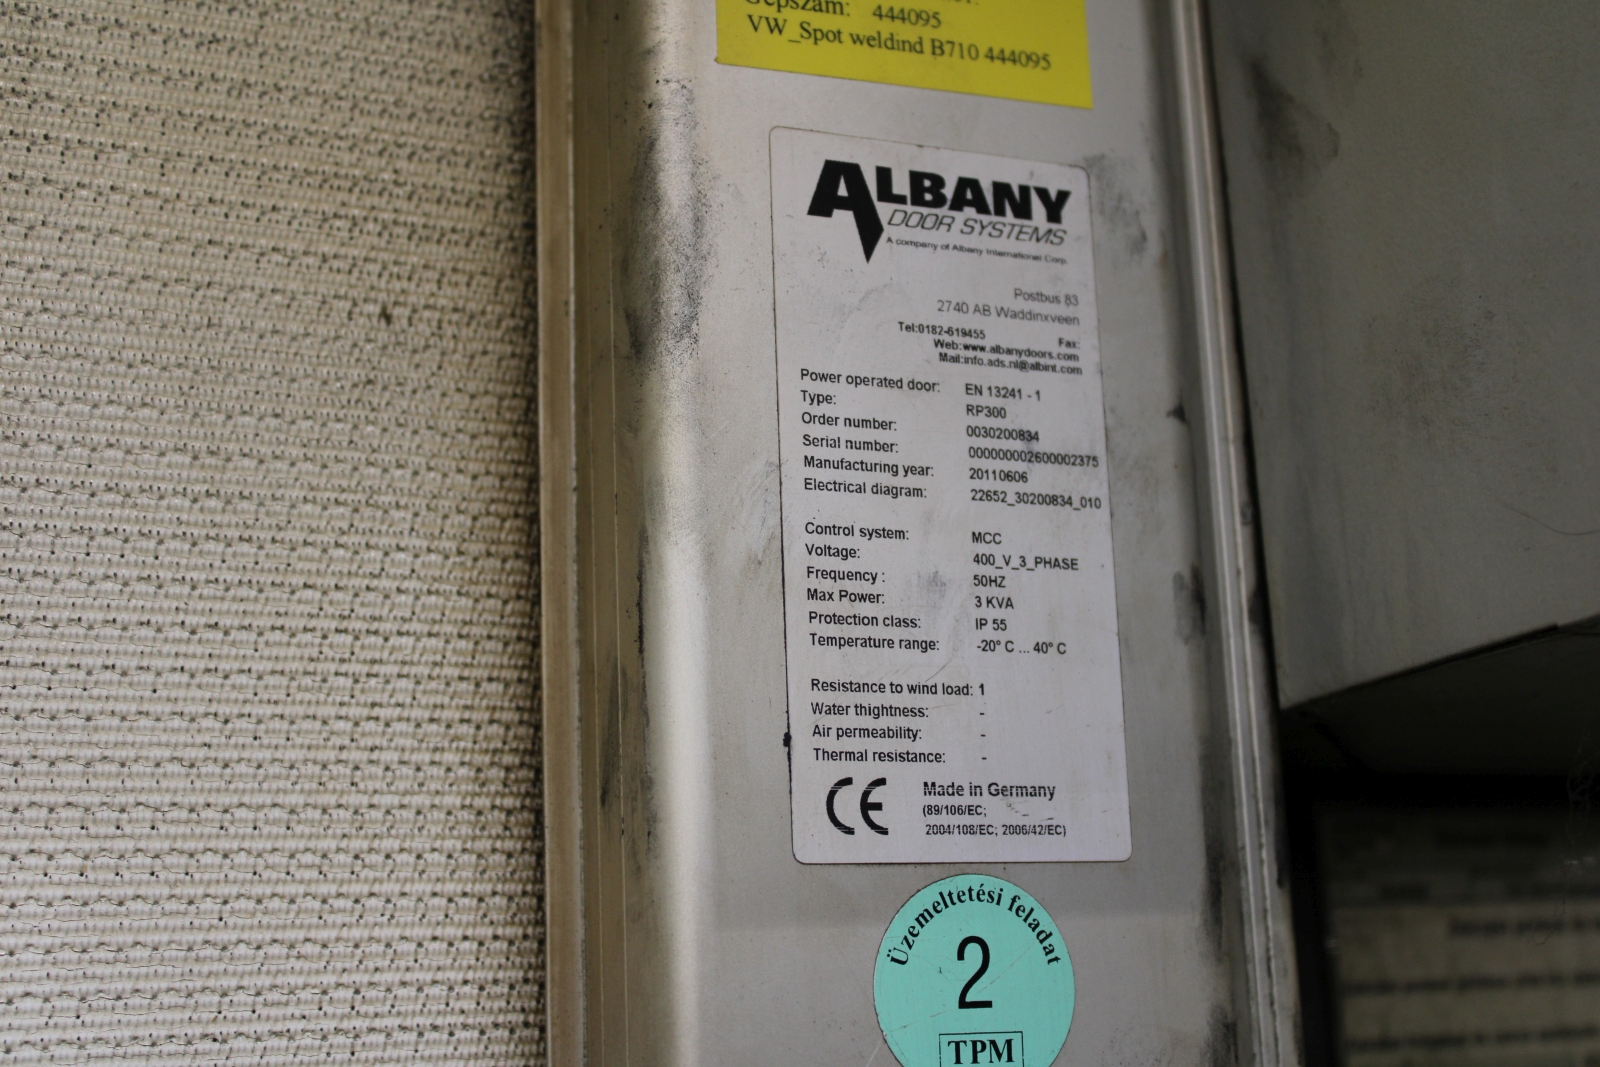 Gépszám: 444095
VW_Spot weldind B710 444095
ALBANY
DOOR SYSTEMS
A company of Albany International Corp.
Postbus 83
2740 AB Waddinxveen
Tel:0182-619455 Fax:
Web:www.albanydoors.com
Mail:info.ads.nl@albint.com
Power operated door: EN 13241 - 1
Type: RP300
Order number: 0030200834
Serial number: 000000002600002375
Manufacturing year: 20110606
Electrical diagram: 22652_30200834_010
Control system: MCC
Voltage: 400_V_3_PHASE
Frequency : 50HZ
Max Power: 3 KVA
Protection class: IP 55
Temperature range: -20° C ... 40° C
Resistance to wind load: 1
Water thightness: -
Air permeability: -
Thermal resistance: -
CE Made in Germany
(89/106/EC;
2004/108/EC; 2006/42/EC)
Üzemeltetési feladat
2
TPM